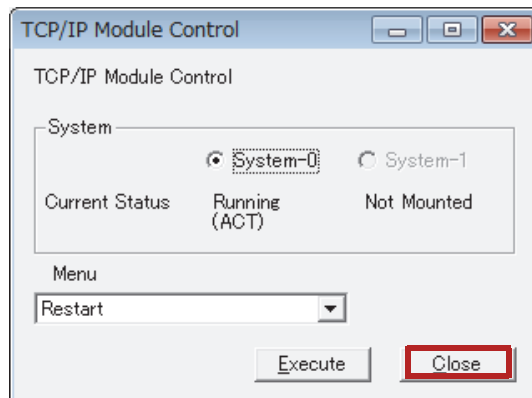 TCP/IP Module Control
TCP/IP Module Control
System
System-0 System-1
Current Status Running Not Mounted
(ACT)
Menu
Restart
Execute Close